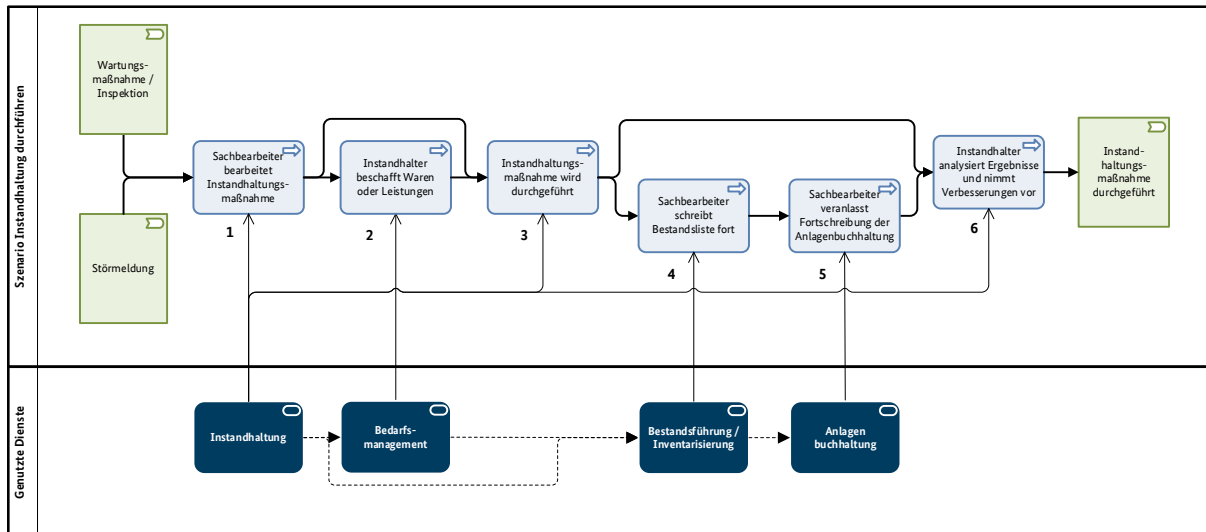 Szenario Instandhaltung durchführen
Wartungs-
maßnahme /
Inspektion
Störmeldung
Sachbearbeiter
bearbeitet
Instandhaltungs-
maßnahme
1
Instandhalter
beschafft Waren
oder Leistungen
2
Instandhaltungs-
maßnahme wird
durchgeführt
3
Sachbearbeiter
schreibt
Bestandsliste fort
4
Sachbearbeiter
veranlasst
Fortschreibung der
Anlagenbuchhaltung
5
Instandhalter
analysiert Ergebnisse
und nimmt
Verbesserungen vor
6
Instand-
haltungs-
maßnahme
durchgeführt
Genutzte Dienste
Instandhaltung
Bedarfs-
management
Bestandsführung /
Inventarisierung
Anlagen
buchhaltung